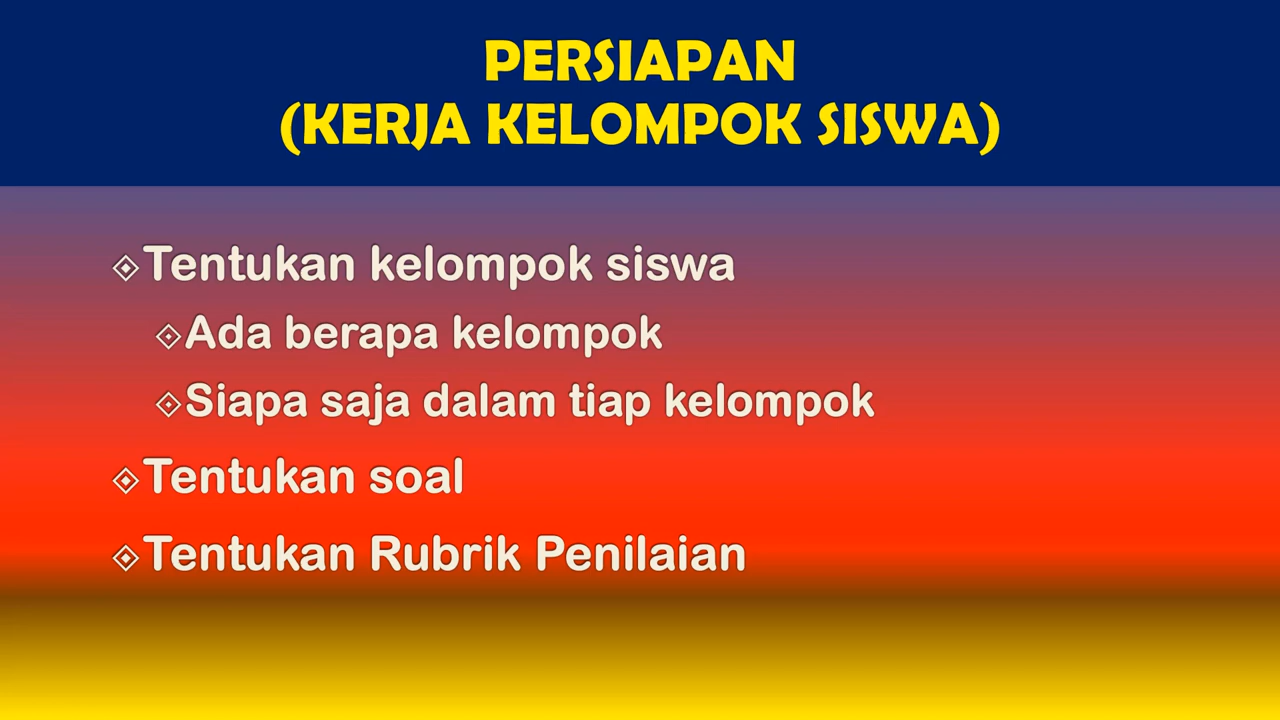 PERSIAPAN
(KERJA KELOMPOK SISWA)
Tentukan kelompok siswa
Ada berapa kelompok
Siapa saja dalam tiap kelompok
Tentukan soal
Tentukan Rubrik Penilaian